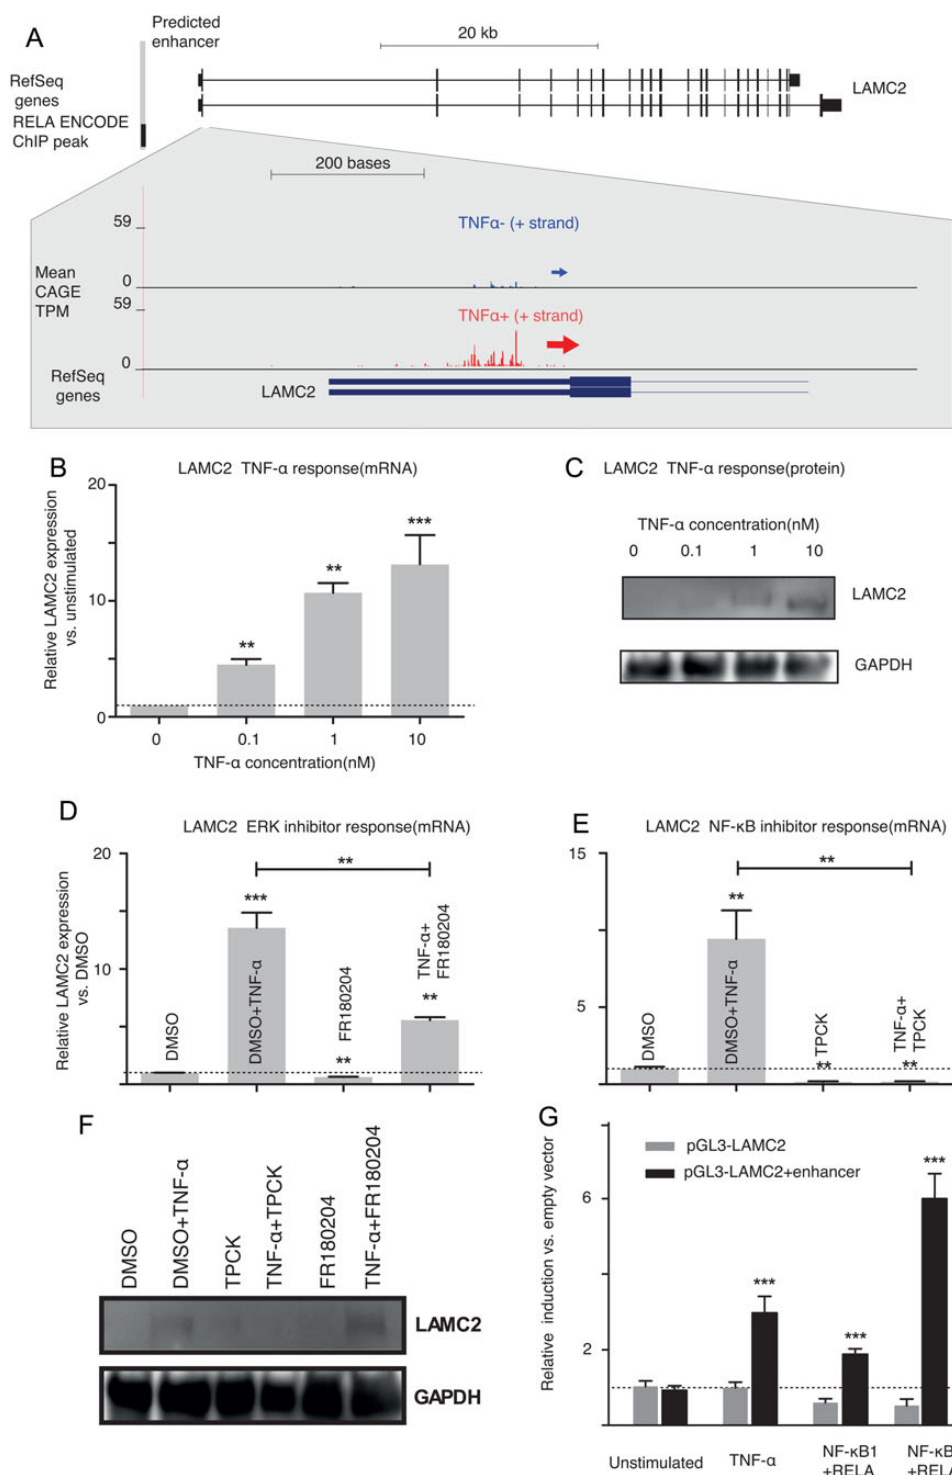 A
Predicted
enhancer
20 kb
RefSeq
genes
LAMC2
RELA ENCODE
ChIP peak
200 bases
59
TNFα- (+ strand)
Mean
CAGE
TPM
0
59
TNFα+ (+ strand)
0
RefSeq
genes
LAMC2
B
LAMC2 TNF-α response(mRNA)
Relative LAMC2 expression
vs. unstimulated
20
10
0
**
**
***
0 0.1 1 10
TNF-α concentration(nM)
C
LAMC2 TNF-α response(protein)
TNF-α concentration(nM)
0 0.1 1 10
LAMC2
GAPDH
D
LAMC2 ERK inhibitor response(mRNA)
Relative LAMC2 expression
vs. DMSO
20
10
0
**
***
**
**
DMSO
DMSO+TNF-α
FR180204
TNF-α+
FR180204
E
LAMC2 NF-κB inhibitor response(mRNA)
15
5
0
**
**
**
**
DMSO
DMSO+TNF-α
TPCK
TNF-α+
TPCK
F
DMSO
DMSO+TNF-α
TPCK
TNF-α+TPCK
FR180204
TNF-α+FR180204
LAMC2
GAPDH
G
pGL3-LAMC2
pGL3-LAMC2+enhancer
Relative induction vs. empty vector
6
2
***
***
***
Unstimulated
TNF-α
NF-κB1
+RELA
NF-κB
+RELA